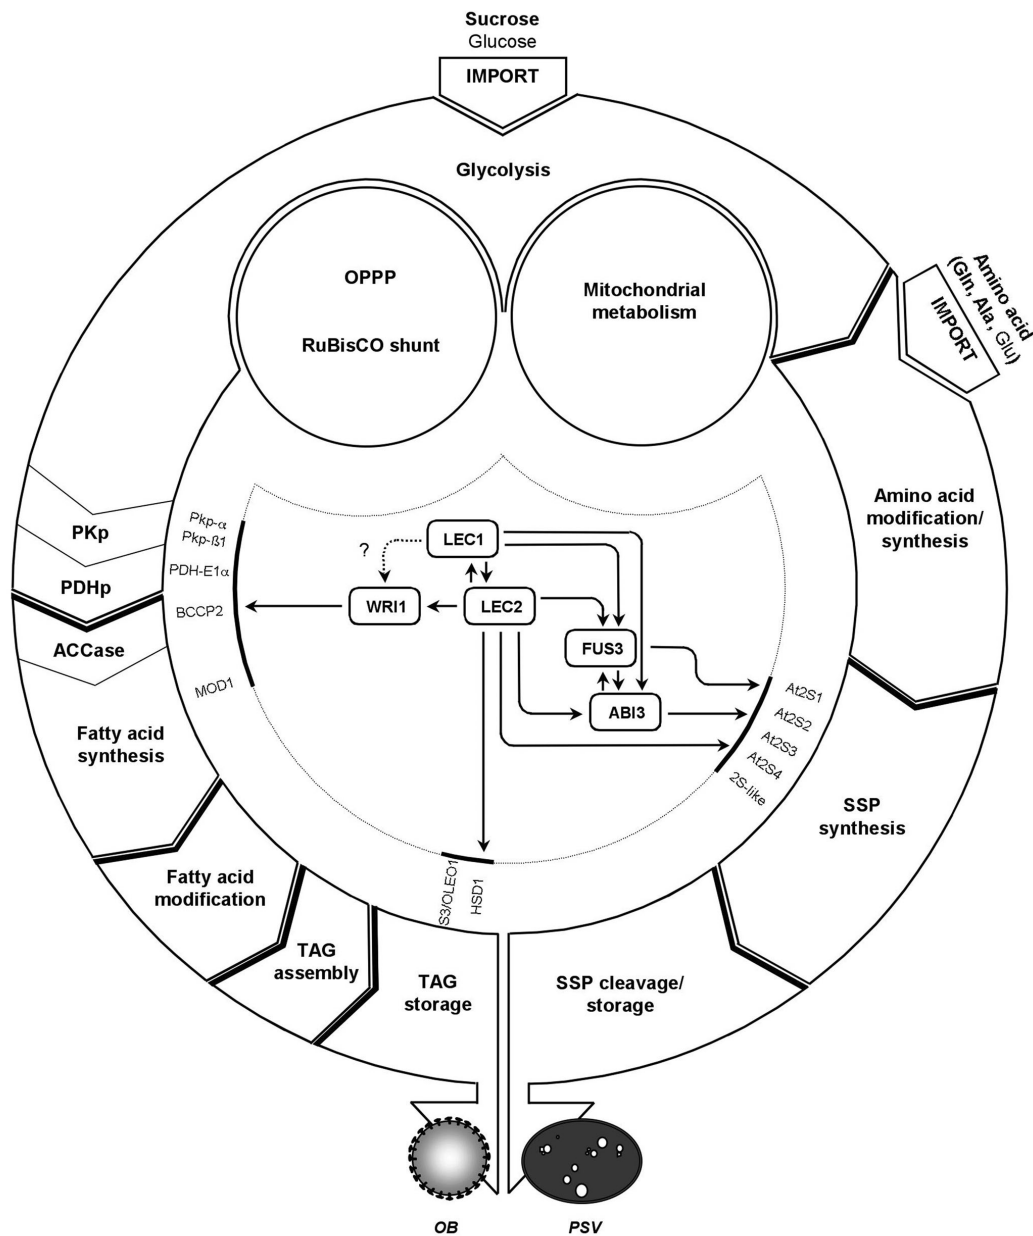 Sucrose
Glucose
IMPORT
Glycolysis
OPPP
RuBisCO shunt
Mitochondrial
metabolism
Amino acid
(Gln, Ala, Glu)
IMPORT
Amino acid
modification/
synthesis
PKp
PDHp
ACCase
Fatty acid
synthesis
Fatty acid
modification
TAG
assembly
TAG
storage
SSP cleavage/
storage
SSP
synthesis
Pkp-α
Pkp-ß1
PDH-E1α
BCCP2
MOD1
?
LEC1
WRI1
LEC2
FUS3
ABI3
At2S1
At2S2
At2S3
At2S4
2S-like
S3/OLEO1
HSD1
OB
PSV